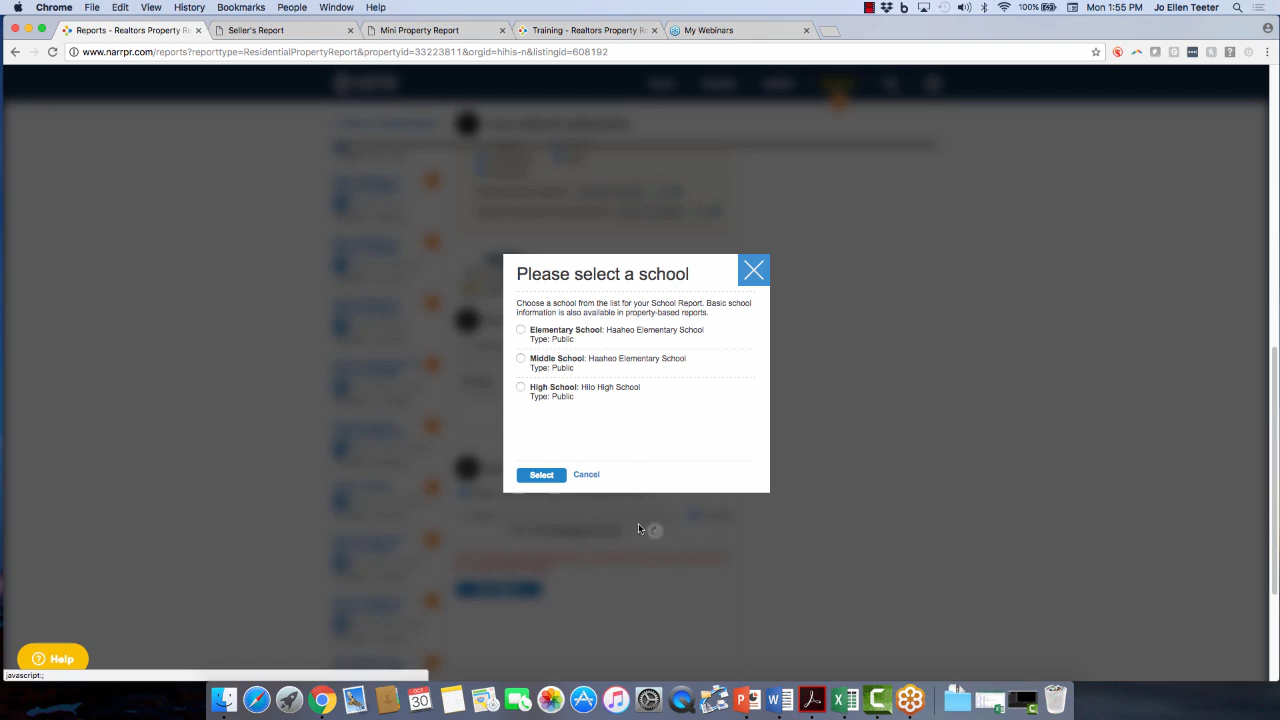 Chrome File Edit View History Bookmarks People Window Help 100% Mon 1:55 PM Jo Ellen Teeter
Reports - Realtors Property R Seller's Report Mini Property Report Training - Realtors Property R My Webinars
www.narrpr.com/reports?reporttype=ResidentialPropertyReport&propertyid=33223811&orgid=hlhis-n&listingid=608192
Please select a school
Choose a school from the list for your School Report. Basic school
information is also available in property-based reports.
Elementary School: Haaheo Elementary School
Type: Public
Middle School: Haaheo Elementary School
Type: Public
High School: Hilo High School
Type: Public
Select Cancel
Help
javascript:;
OCT
30